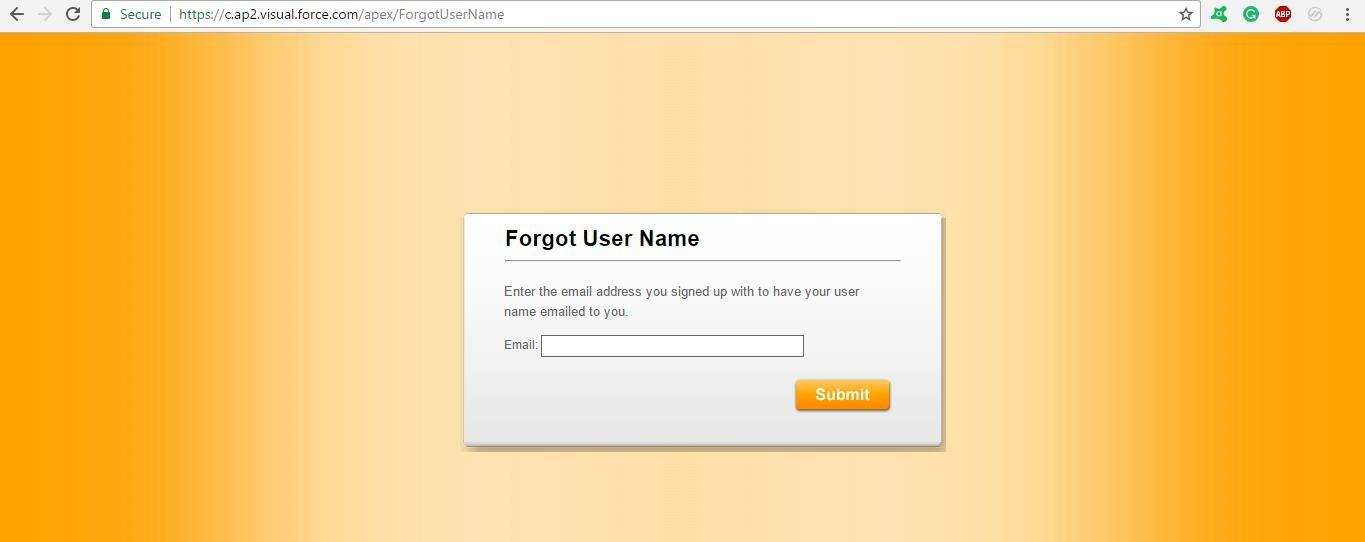 Secure https://c.ap2.visual.force.com/apex/ForgotUserName ABP
Forgot User Name
Enter the email address you signed up with to have your user
name emailed to you.
Email:
Submit